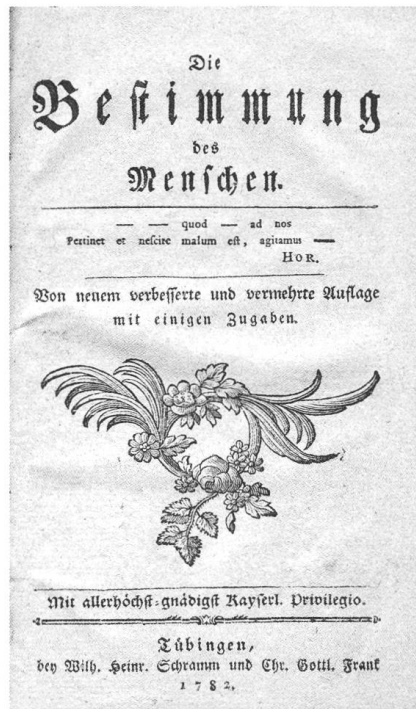 Die
Bestimmung
des
Menschen.
— — quod — ad nos
Pertinet et nescire malum est, agitamus —
HOR.
Von neuem verbesserte und vermehrte Auflage
mit einigen Zugaben.
Mit allerhöchst-gnädigst Kayserl. Privilegio.
Tübingen,
bey Wilh. Heinr. Schramm und Chr. Gottl. Frank
1782.